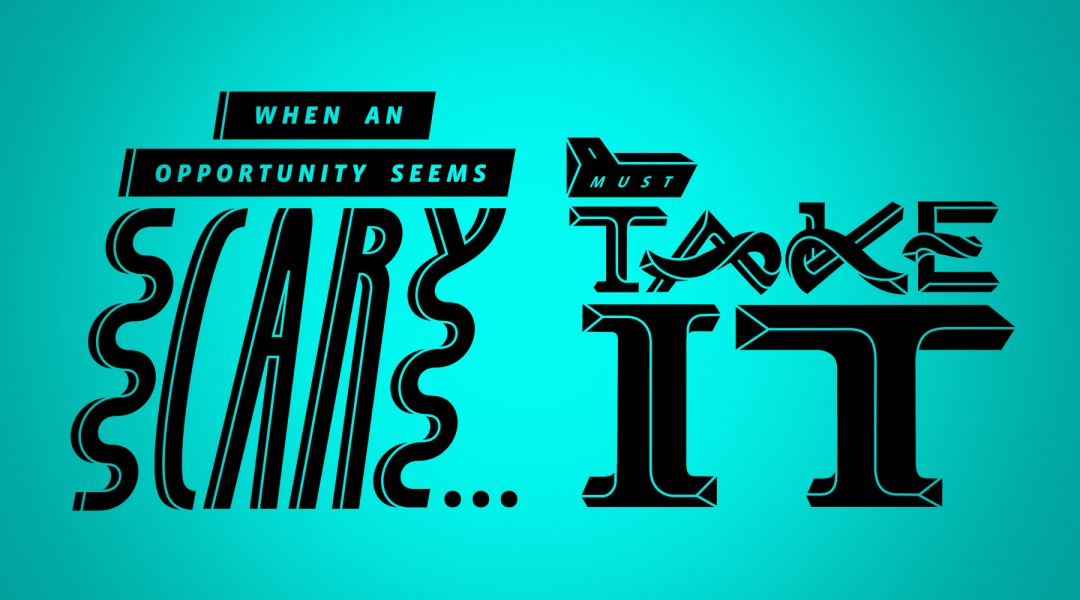 WHEN AN
OPPORTUNITY SEEMS
SCARY...
I MUST
TAKE
IT